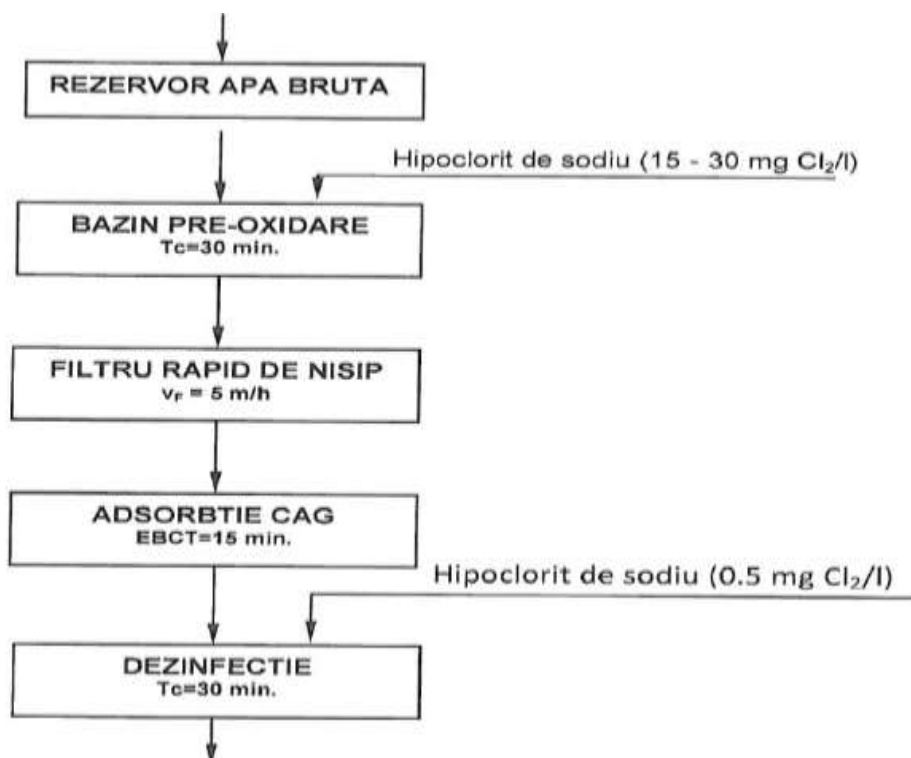 REZERVOR APA BRUTA
Hipoclorit de sodiu (15 - 30 mg Cl₂/l)
BAZIN PRE-OXIDARE
Tc=30 min.
FILTRU RAPID DE NISIP
v_F = 5 m/h
ADSORBTIE CAG
EBCT=15 min.
Hipoclorit de sodiu (0.5 mg Cl₂/l)
DEZINFECTIE
Tc=30 min.